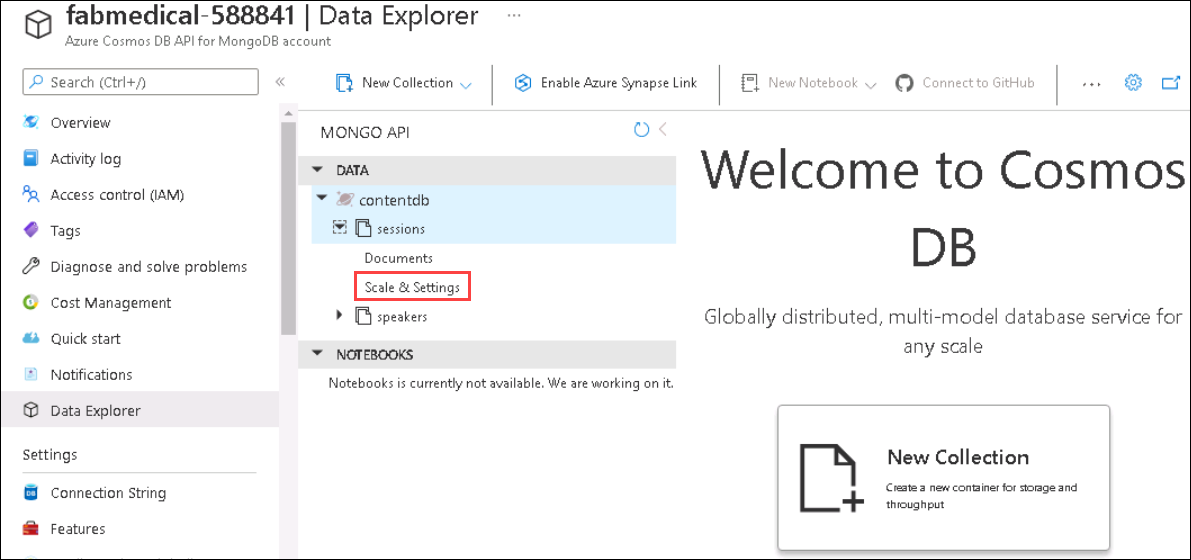 fabmedical-588841 | Data Explorer ...
Azure Cosmos DB API for MongoDB account
Search (Ctrl+/)
«
New Collection
Enable Azure Synapse Link
New Notebook
Connect to GitHub
...
Overview
Activity log
Access control (IAM)
Tags
Diagnose and solve problems
Cost Management
Quick start
Notifications
Data Explorer
Settings
Connection String
Features
MONGO API
DATA
contentdb
sessions
Documents
Scale & Settings
speakers
NOTEBOOKS
Notebooks is currently not available. We are working on it.
Welcome to Cosmos
DB
Globally distributed, multi-model database service for
any scale
New Collection
Create a new container for storage and
throughput